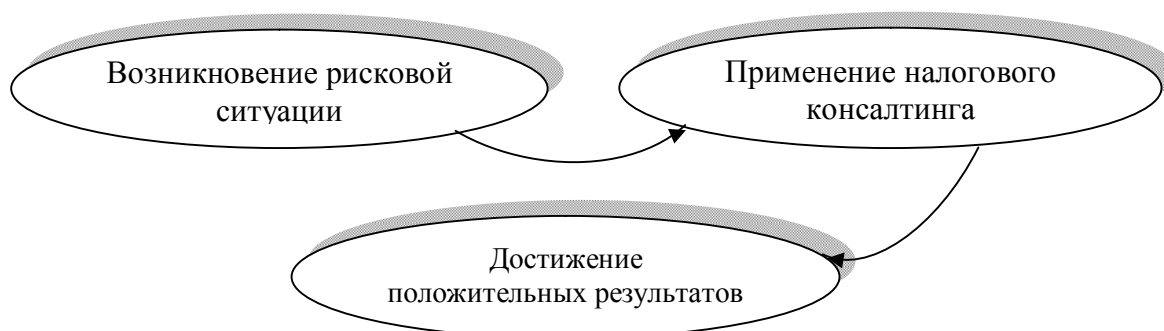 Возникновение рисковой
ситуации
Применение налогового
консалтинга
Достижение
положительных результатов